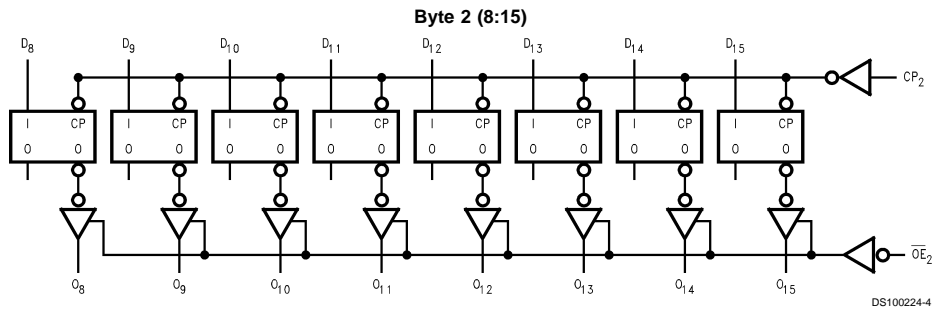 Byte 2 (8:15)
D8 D9 D10 D11 D12 D13 D14 D15
CP2
I CP I CP I CP I CP I CP I CP I CP I CP
O O O O O O O O O O O O O O O O
OE2
O8 O9 O10 O11 O12 O13 O14 O15
DS100224-4